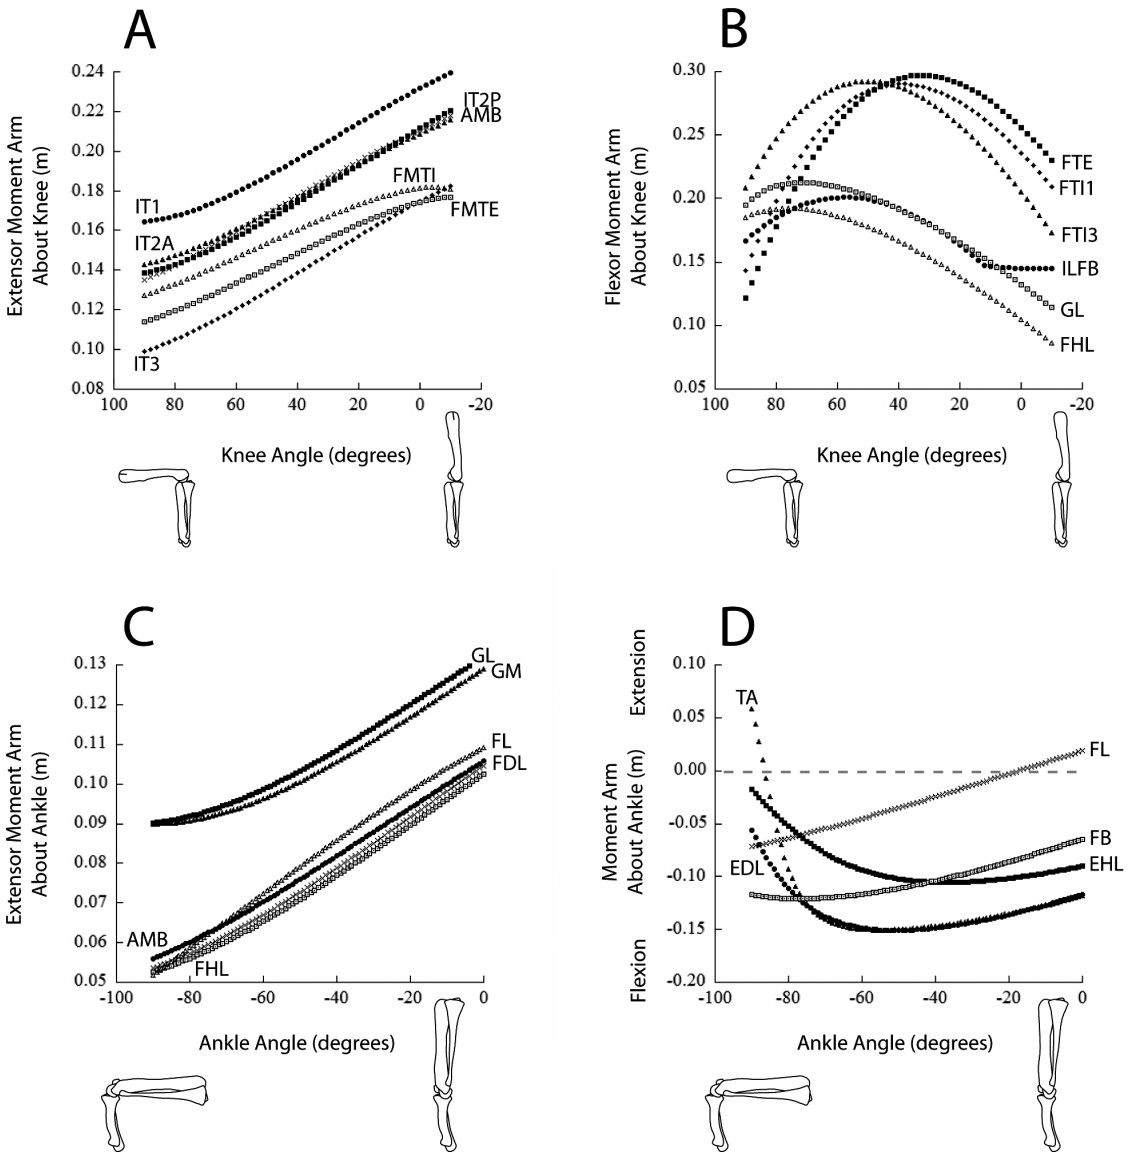 A
0.24
0.22
0.20
0.18
0.16
0.14
0.12
0.10
0.08
Extensor Moment Arm
About Knee (m)
IT2P
AMB
FMTI
FMTE
IT1
IT2A
IT3
100 80 60 40 20 0 -20
Knee Angle (degrees)
B
0.30
0.25
0.20
0.15
0.10
0.05
Flexor Moment Arm
About Knee (m)
FTE
FTI1
FTI3
ILFB
GL
FHL
100 80 60 40 20 0 -20
Knee Angle (degrees)
C
0.13
0.12
0.11
0.10
0.09
0.08
0.07
0.06
0.05
Extensor Moment Arm
About Ankle (m)
GL
GM
FL
FDL
AMB
FHL
-100 -80 -60 -40 -20 0
Ankle Angle (degrees)
D
Extension
Flexion
Moment Arm
About Ankle (m)
0.10
0.05
0.00
-0.05
-0.10
-0.15
-0.20
TA
FL
FB
EHL
EDL
-100 -80 -60 -40 -20 0
Ankle Angle (degrees)